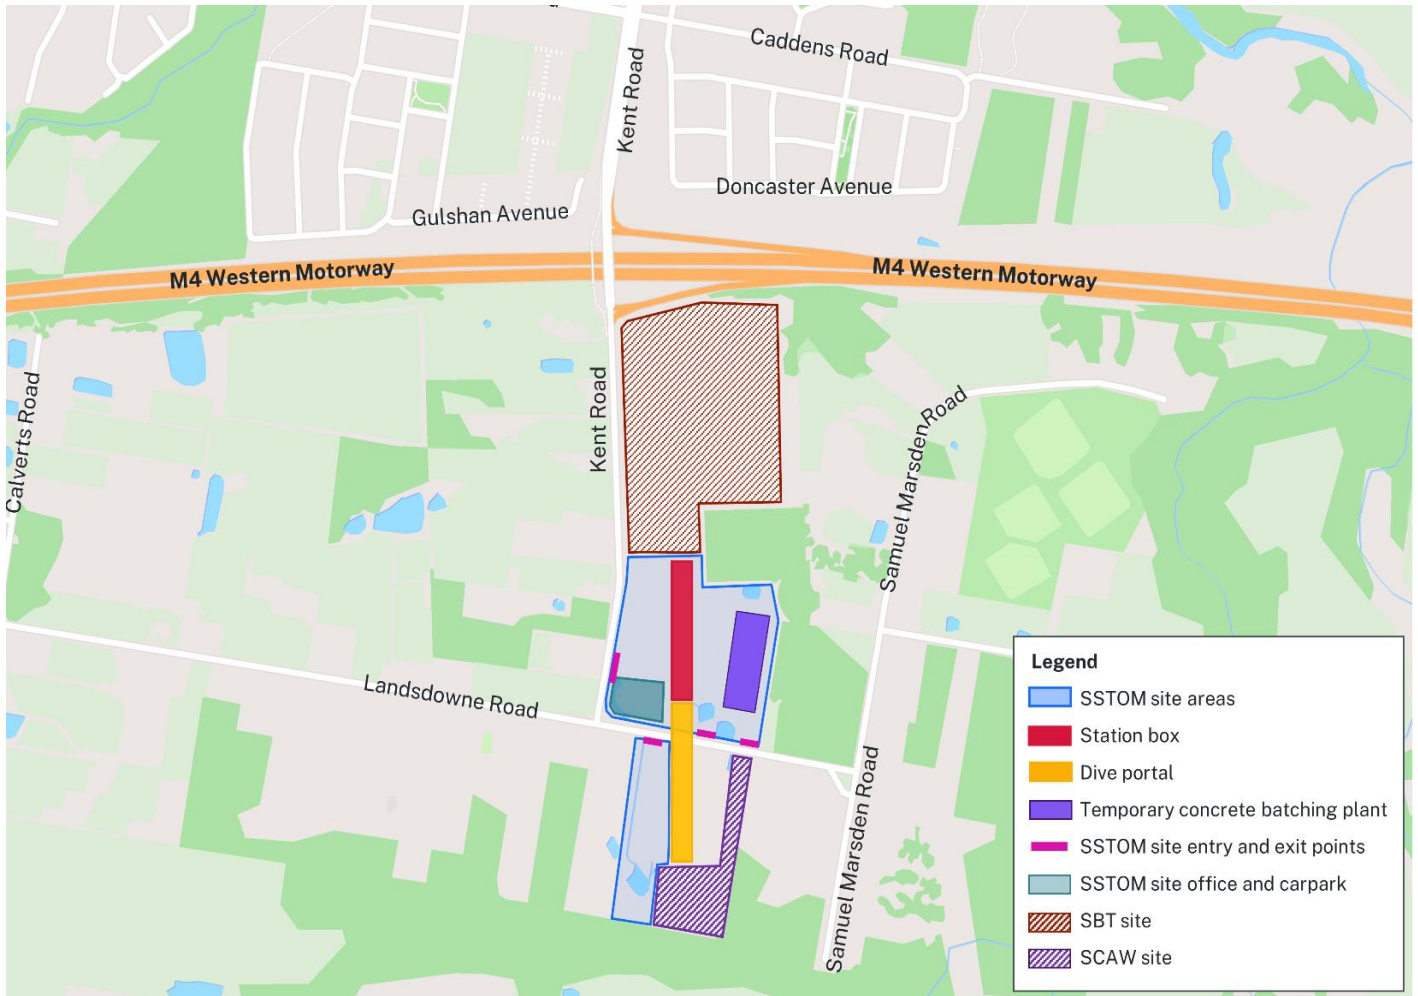 Caddens Road
Kent Road
Doncaster Avenue
Gulshan Avenue
M4 Western Motorway
M4 Western Motorway
Calverts Road
Kent Road
Samuel Marsden Road
Landsdowne Road
Samuel Marsden Road
Legend
SSTOM site areas
Station box
Dive portal
Temporary concrete batching plant
SSTOM site entry and exit points
SSTOM site office and carpark
SBT site
SCAW site